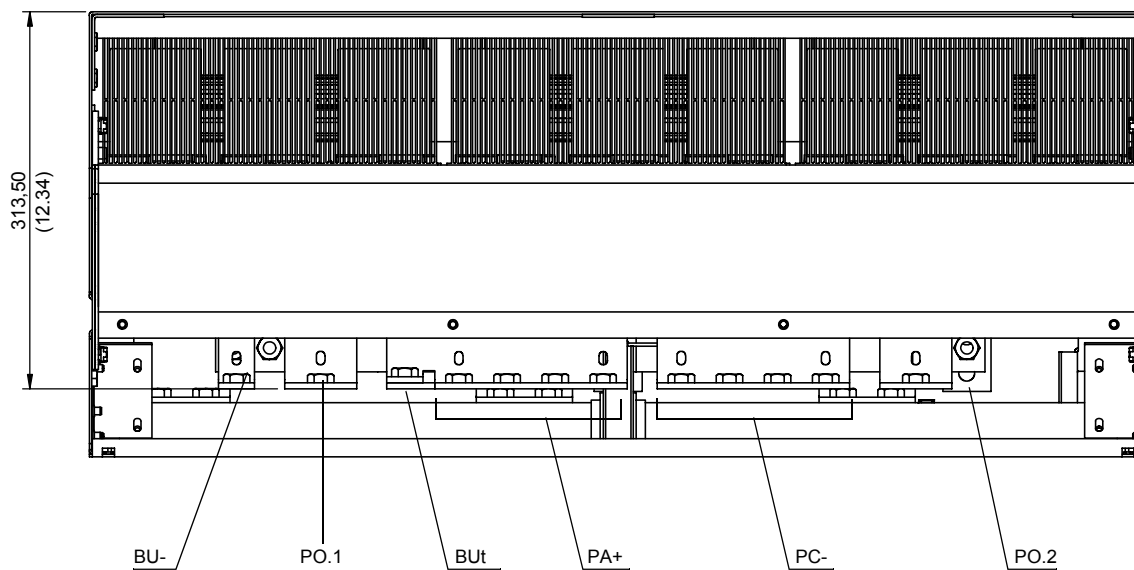 313,50
(12.34)
BU-
PO.1
BUt
PA+
PC-
PO.2